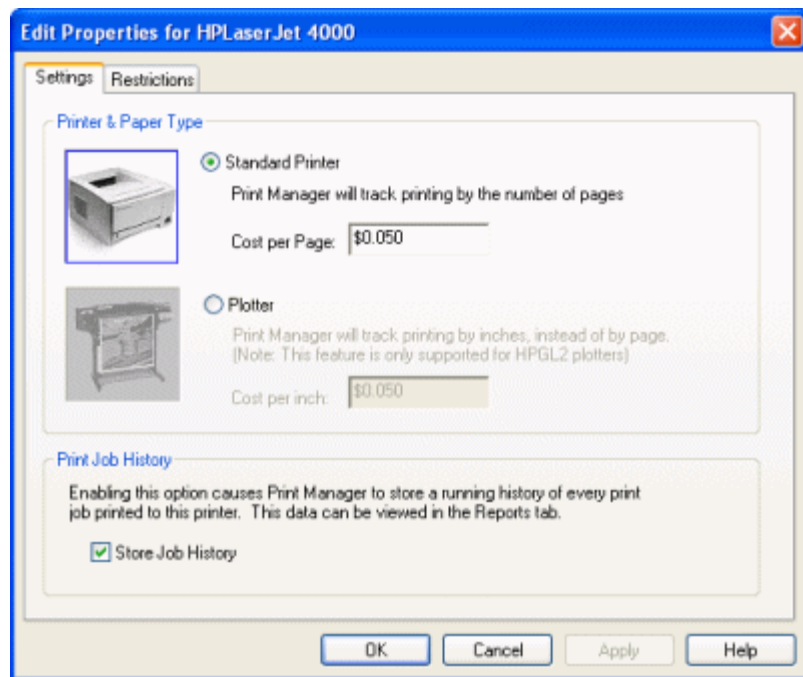 Edit Properties for HPLaserJet 4000
Settings
Restrictions
Printer & Paper Type
Standard Printer
Print Manager will track printing by the number of pages
Cost per Page: $0.050
Plotter
Print Manager will track printing by inches, instead of by page.
(Note: This feature is only supported for HPGL2 plotters)
Cost per inch: $0.050
Print Job History
Enabling this option causes Print Manager to store a running history of every print
job printed to this printer. This data can be viewed in the Reports tab.
Store Job History
OK
Cancel
Apply
Help